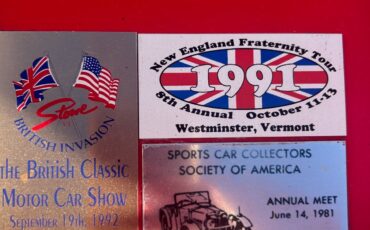 Stowe
BRITISH INVASION
the British Classic
Motor Car Show
September 19th, 1992
New England Fraternity Tour
1991
8th Annual October 11-13
Westminster, Vermont
SPORTS CAR COLLECTORS
SOCIETY OF AMERICA
ANNUAL MEET
June 14, 1981